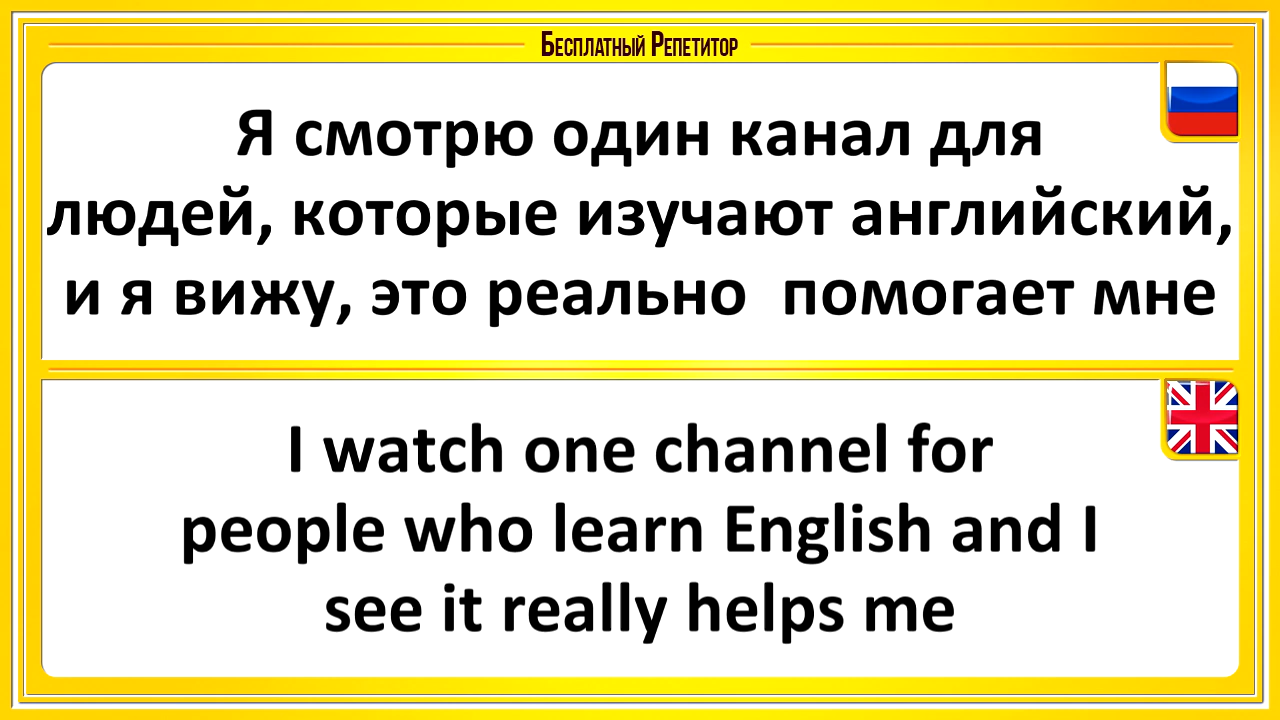 Бесплатный Репетитор
Я смотрю один канал для
людей, которые изучают английский,
и я вижу, это реально  помогает мне
I watch one channel for
people who learn English and I
see it really helps me